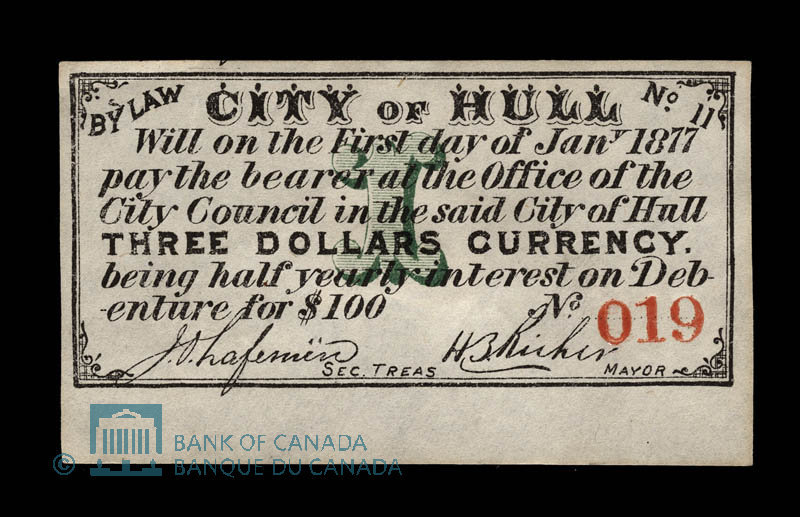 BY LAW CITY OF HULL No. 11
Will on the First day of Jany 1877
pay the bearer at the Office of the
City Council in the said City of Hull
THREE DOLLARS CURRENCY.
being half yearly interest on Deb-
-enture for $100 No. 019
SEC. TREAS H B Richer MAYOR
1
© BANK OF CANADA
BANQUE DU CANADA